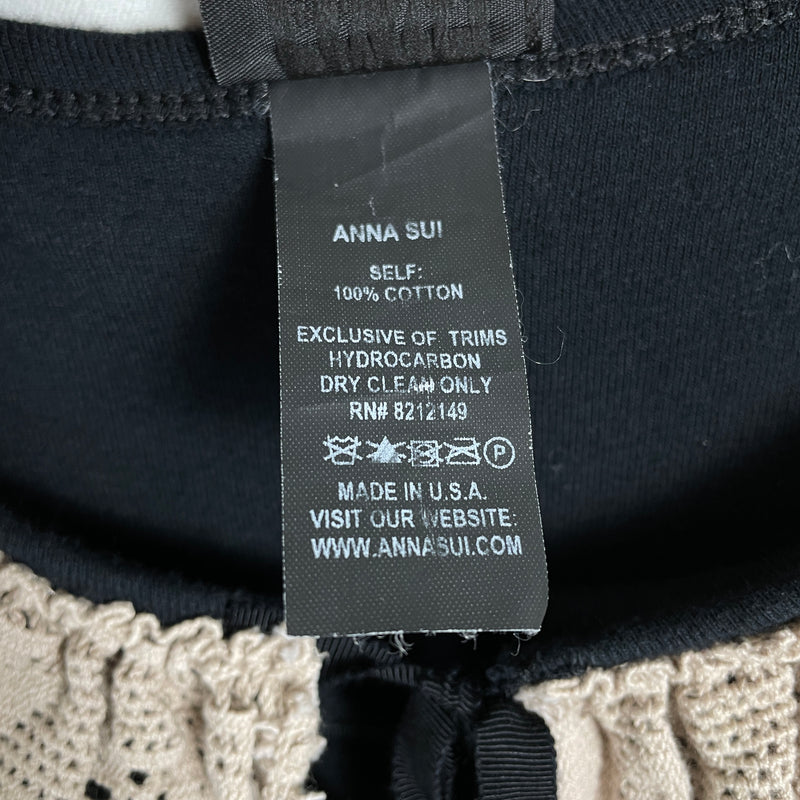 ANNA SUI
SELF:
100% COTTON
EXCLUSIVE OF TRIMS
HYDROCARBON
DRY CLEAN ONLY
RN# 8212149
P
MADE IN U.S.A.
VISIT OUR WEBSITE:
WWW.ANNASUI.COM